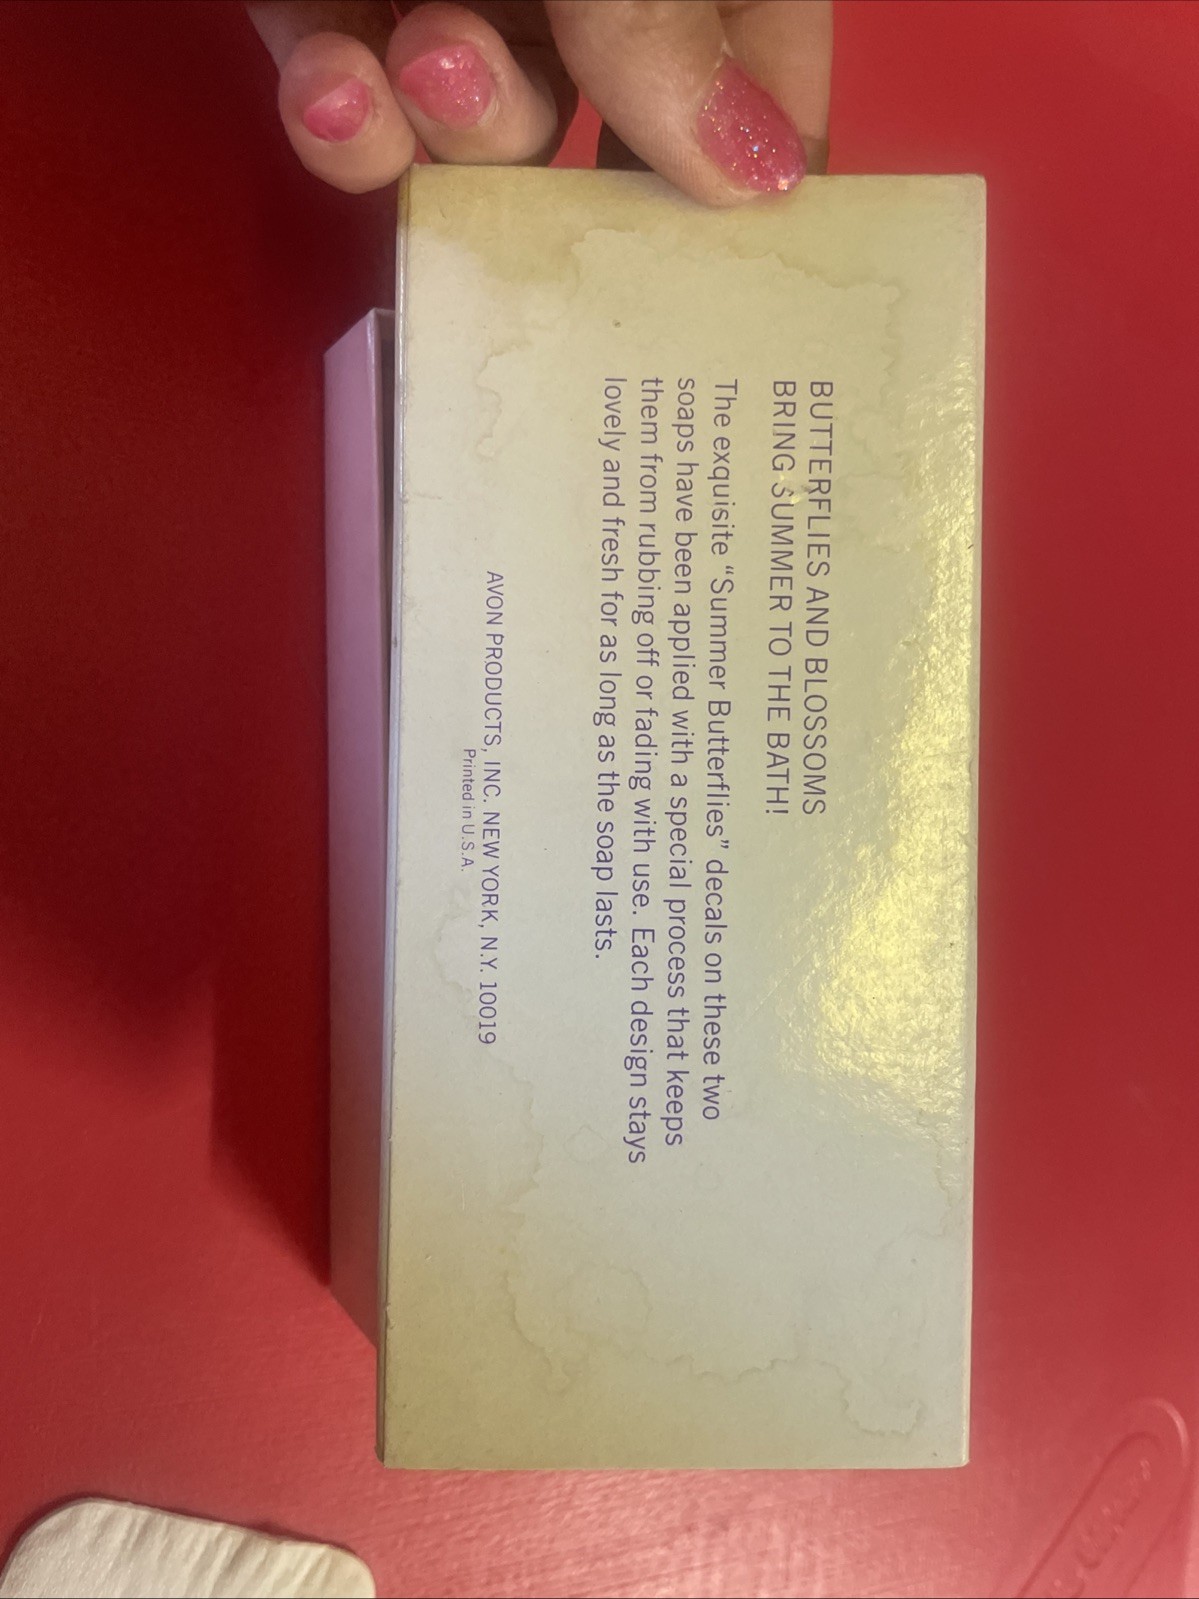 BUTTERFLIES AND BLOSSOMS
BRING SUMMER TO THE BATH!
The exquisite “Summer Butterflies” decals on these two
soaps have been applied with a special process that keeps
them from rubbing off or fading with use. Each design stays
lovely and fresh for as long as the soap lasts.
AVON PRODUCTS, INC. NEW YORK, N.Y. 10019
Printed in U.S.A.